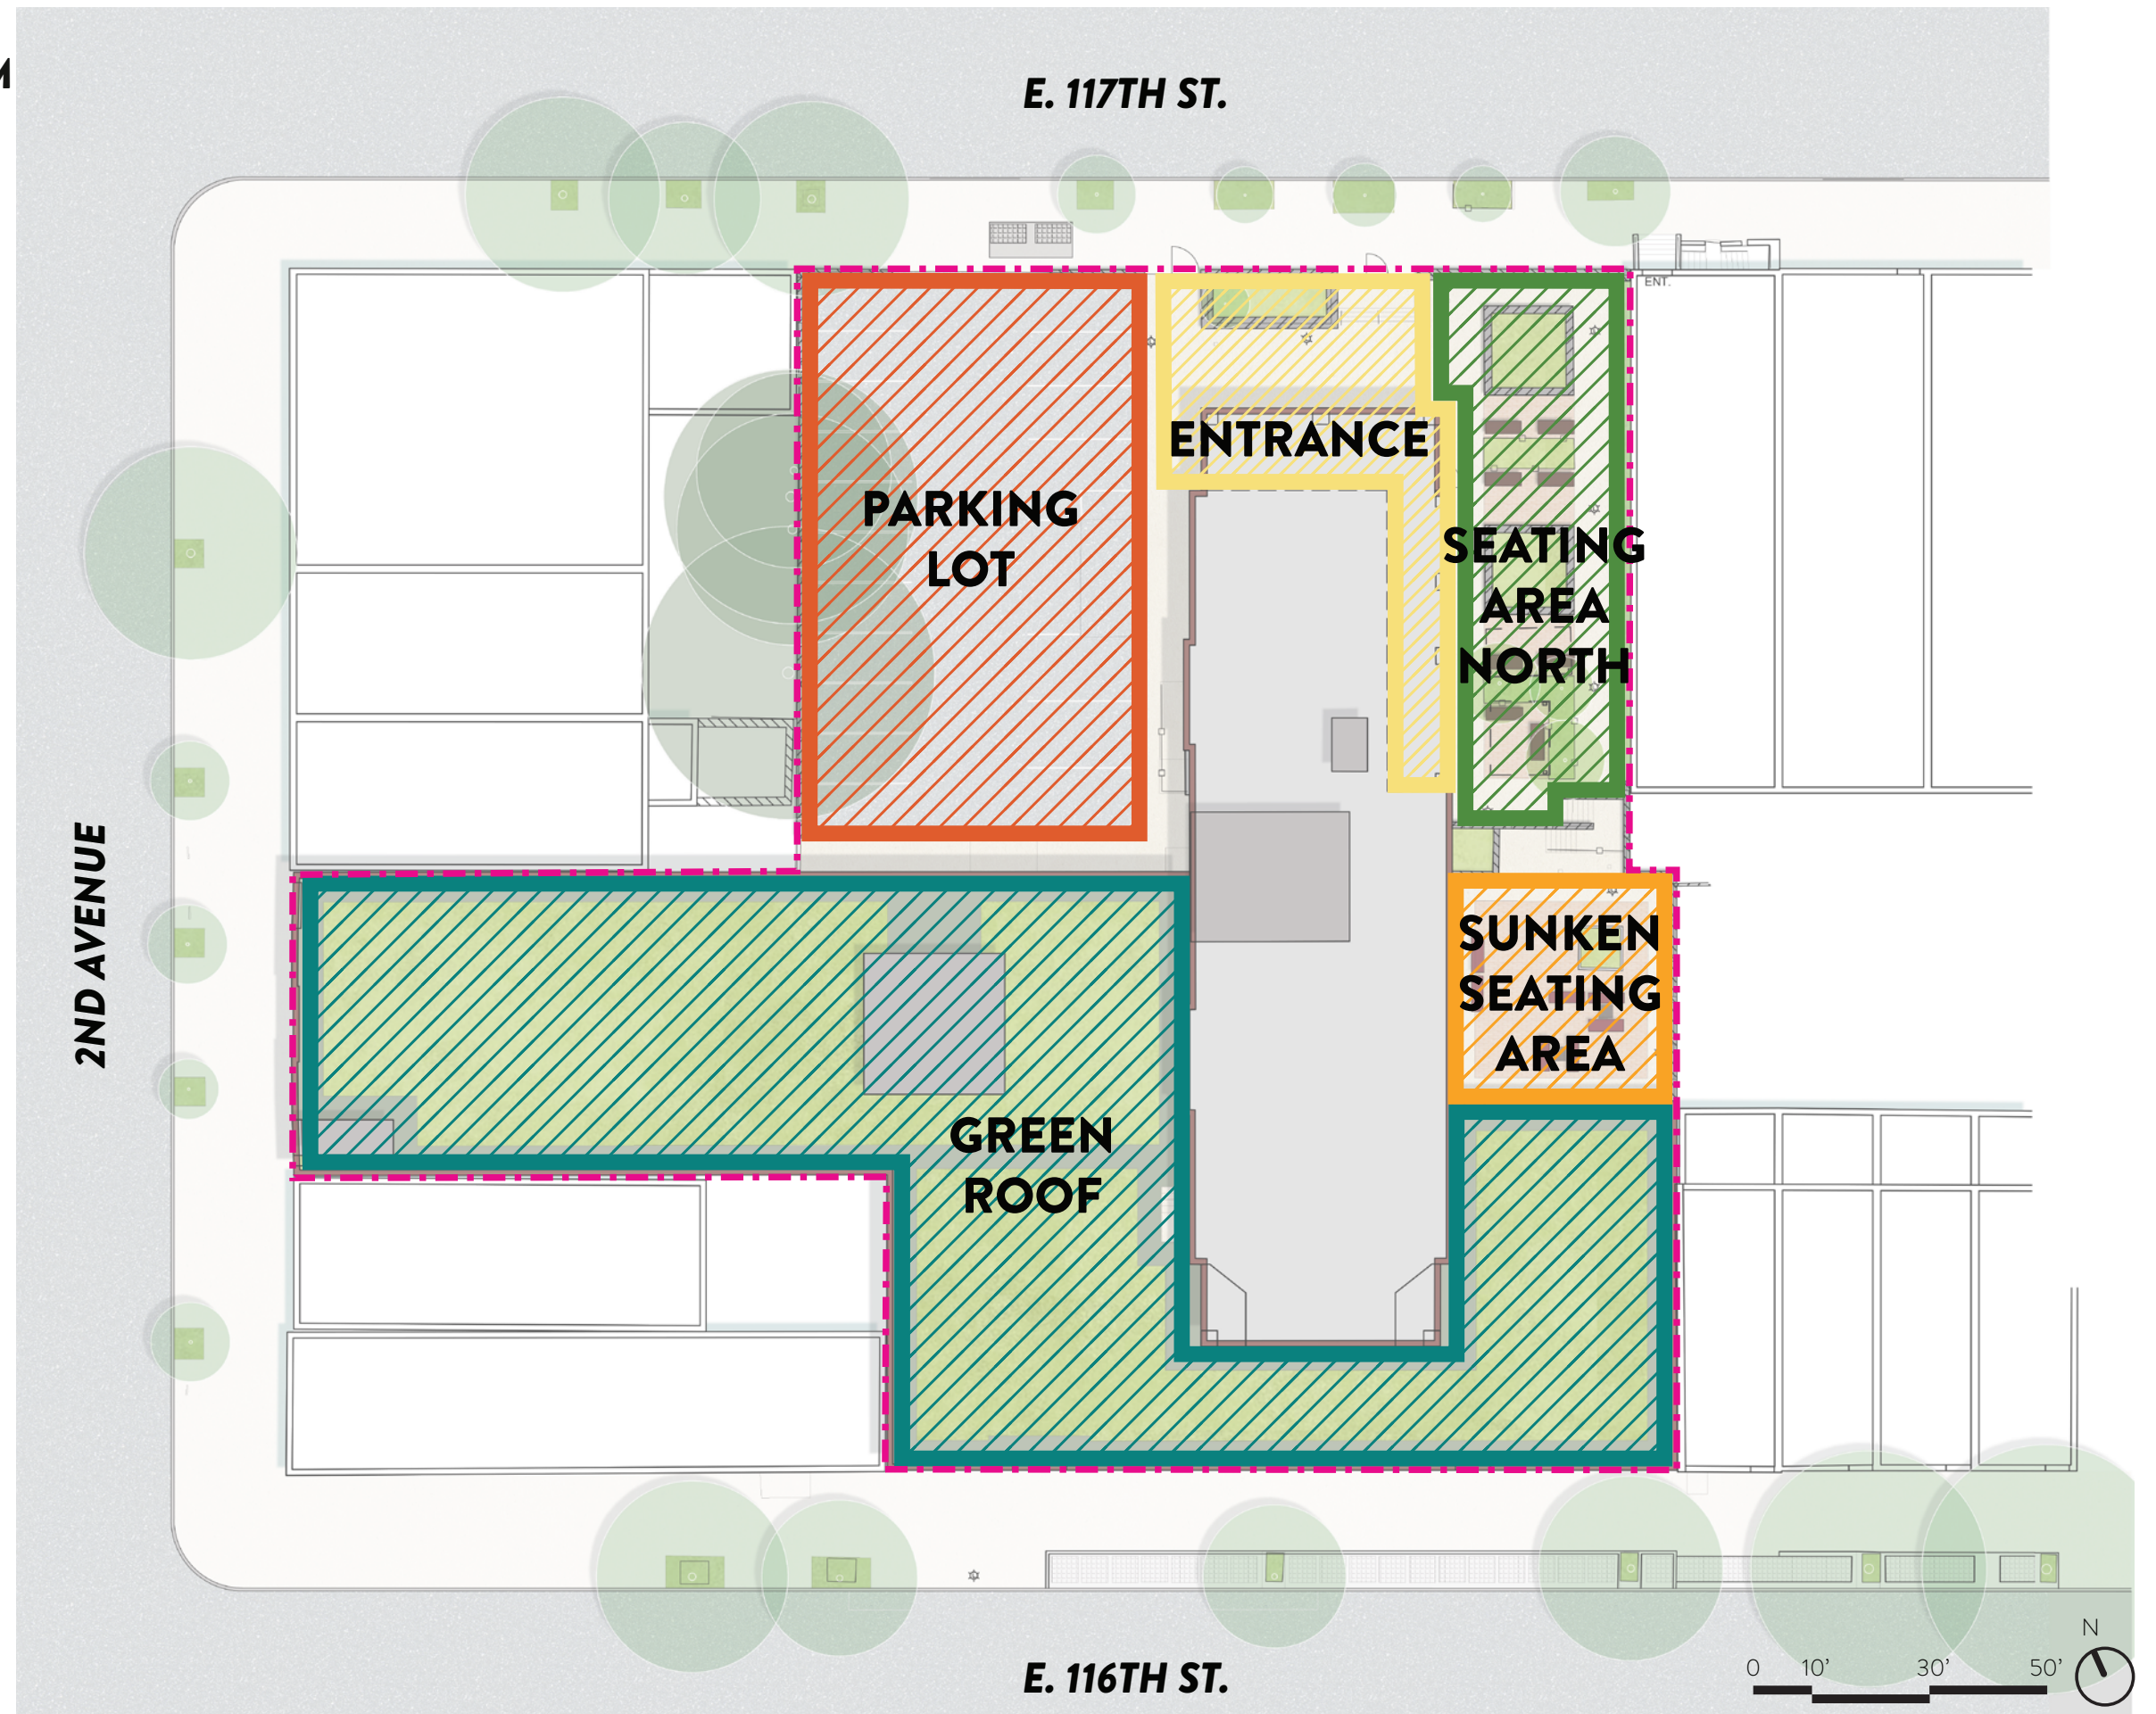 M
E. 117TH ST.
ENT.
ENTRANCE
PARKING
LOT
SEATING
AREA
NORTH
2ND AVENUE
SUNKEN
SEATING
AREA
GREEN
ROOF
E. 116TH ST.
N
0 10' 30' 50'